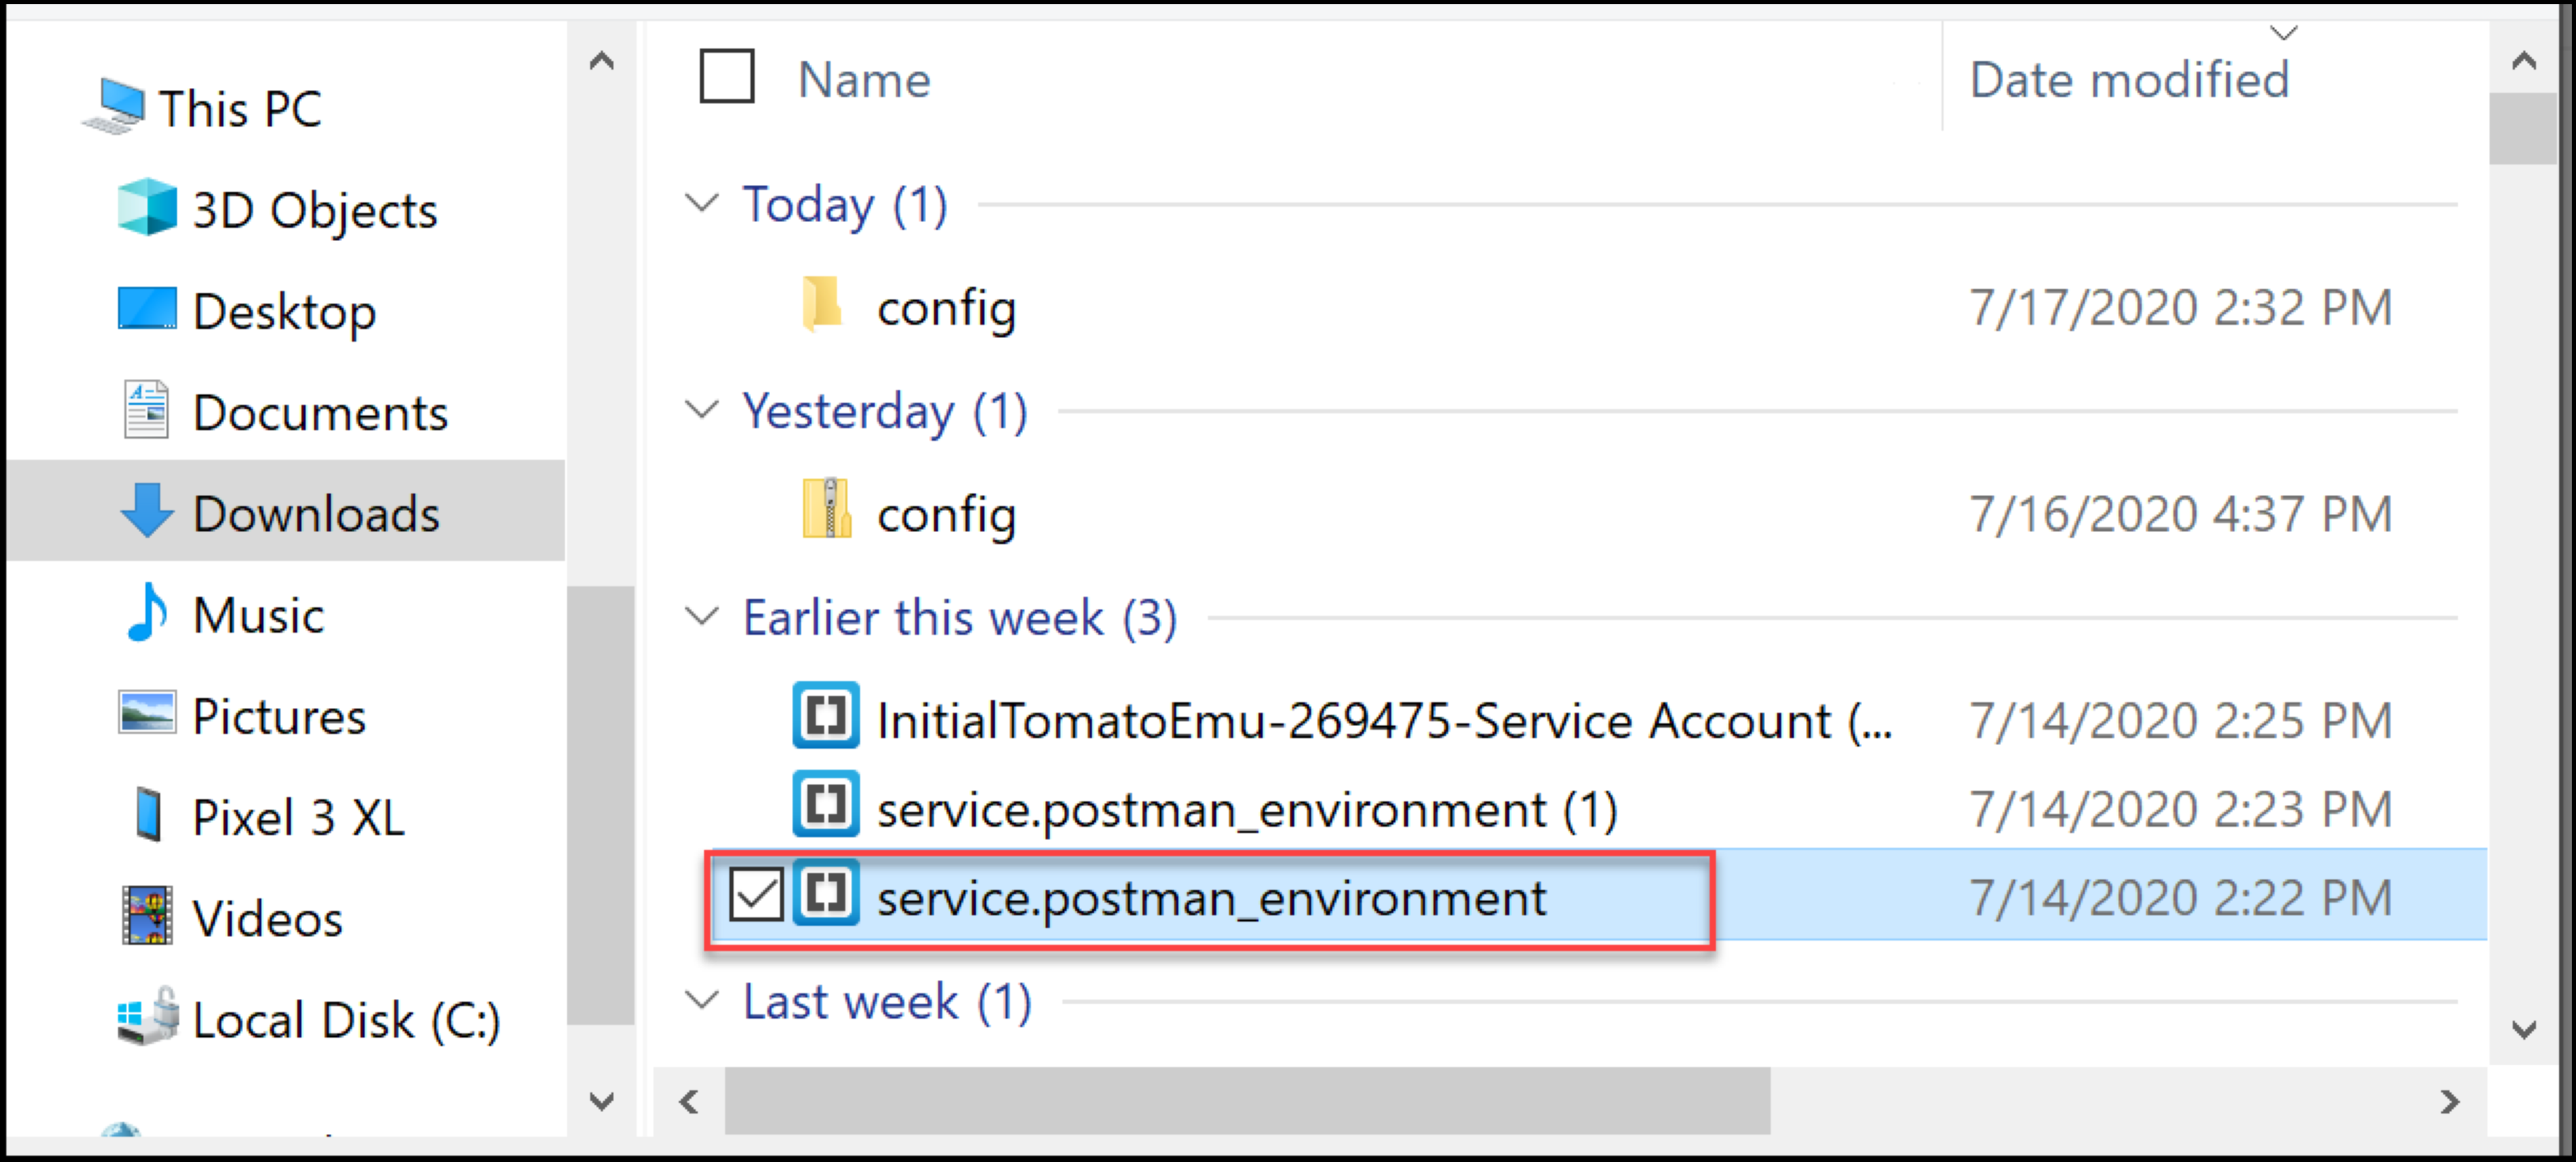 This PC
3D Objects
Desktop
Documents
Downloads
Music
Pictures
Pixel 3 XL
Videos
Local Disk (C:)
Name
Date modified
Today (1)
config
7/17/2020 2:32 PM
Yesterday (1)
config
7/16/2020 4:37 PM
Earlier this week (3)
InitialTomatoEmu-269475-Service Account (...
7/14/2020 2:25 PM
service.postman_environment (1)
7/14/2020 2:23 PM
service.postman_environment
7/14/2020 2:22 PM
Last week (1)